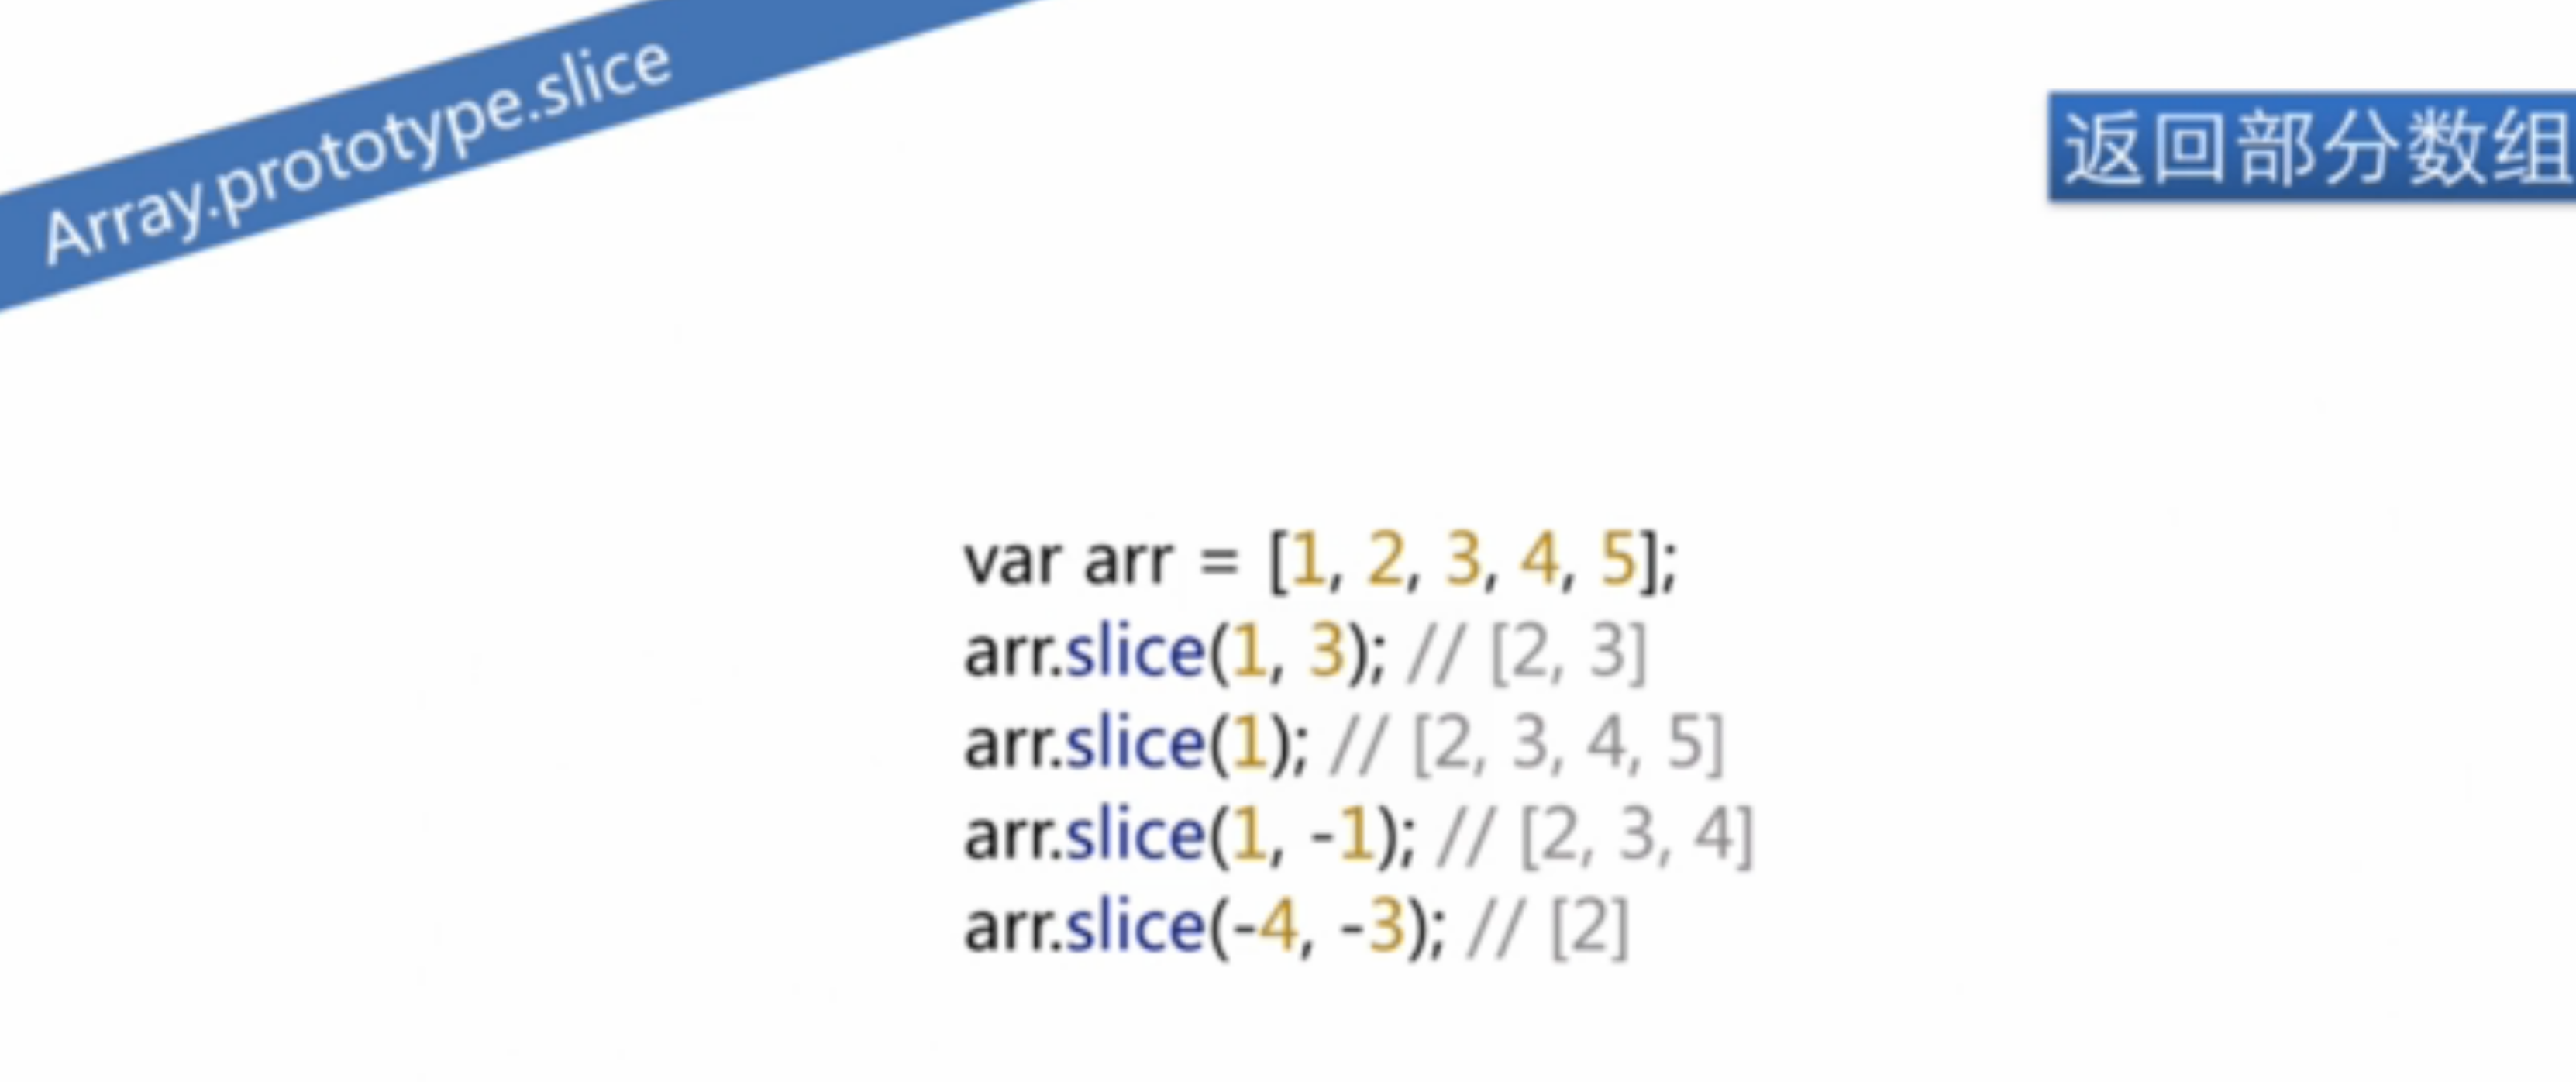 Array.prototype.slice
返回部分数组
var arr = [1, 2, 3, 4, 5];
arr.slice(1, 3); // [2, 3]
arr.slice(1); // [2, 3, 4, 5]
arr.slice(1, -1); // [2, 3, 4]
arr.slice(-4, -3); // [2]